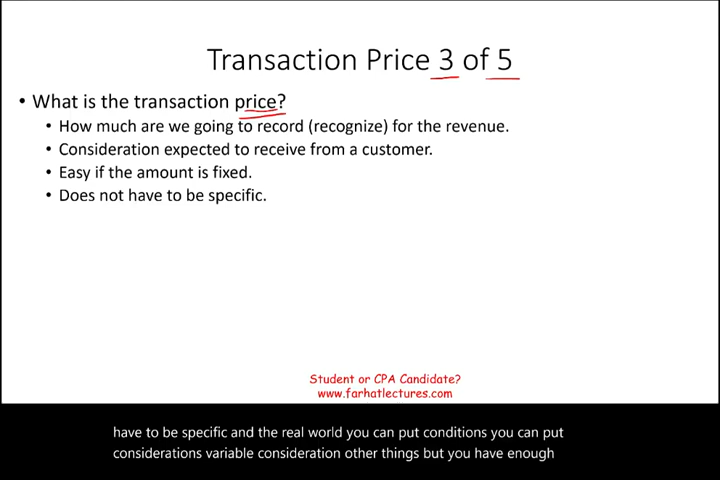 Transaction Price 3 of 5
• What is the transaction price?
• How much are we going to record (recognize) for the revenue.
• Consideration expected to receive from a customer.
• Easy if the amount is fixed.
• Does not have to be specific.
Student or CPA Candidate?
www.farhatlectures.com
have to be specific and the real world you can put conditions you can put
considerations variable consideration other things but you have enough